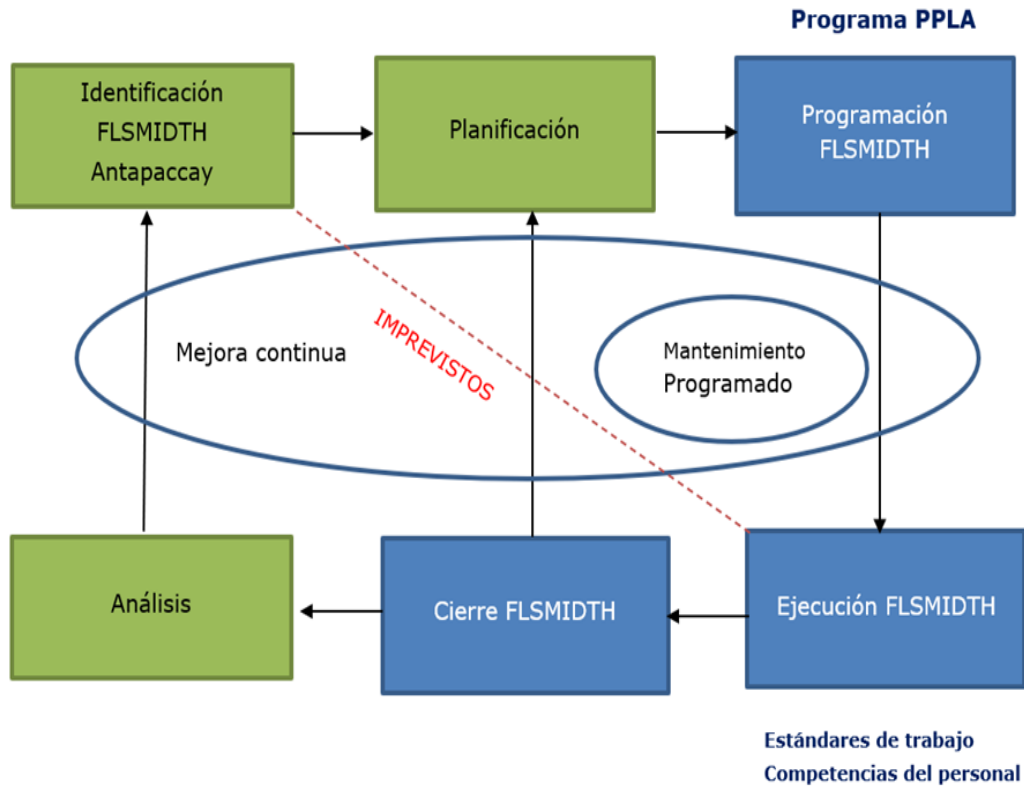 Programa PPLA
Identificación
FLSMIDTH
Antapaccay
Planificación
Programación
FLSMIDTH
Mejora continua
IMPREVISTOS
Mantenimiento
Programado
Análisis
Cierre FLSMIDTH
Ejecución FLSMIDTH
Estándares de trabajo
Competencias del personal